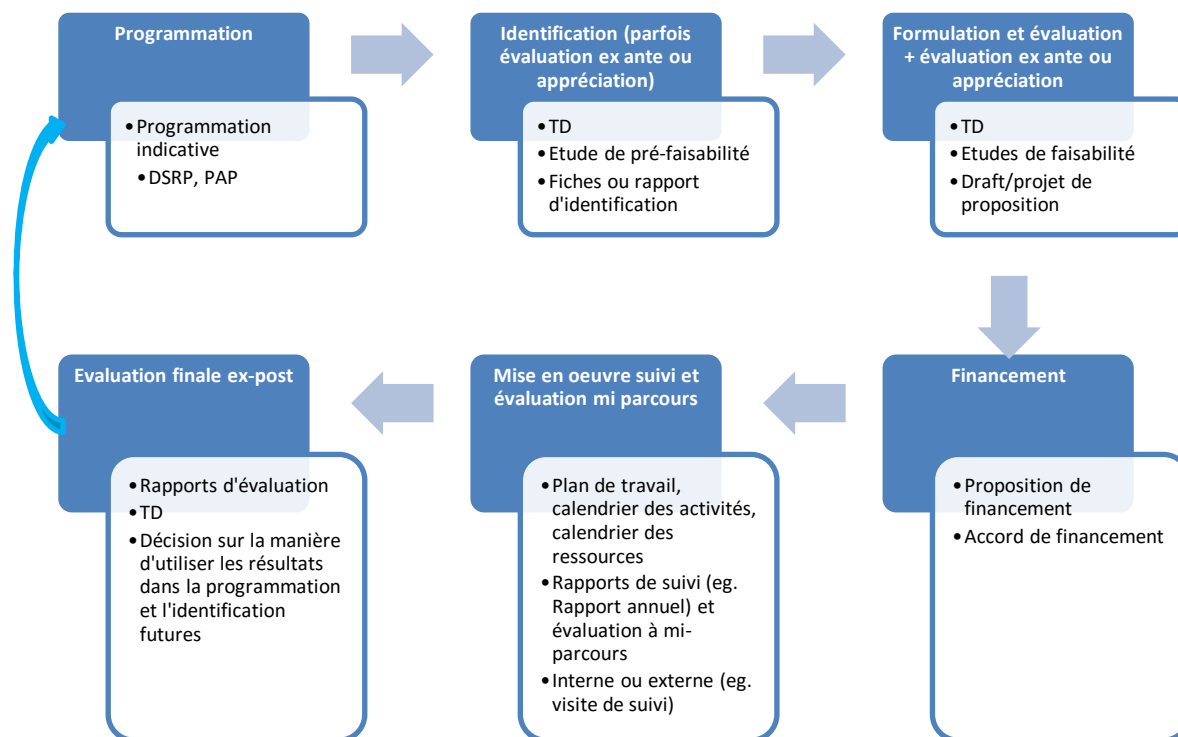 Programmation
• Programmation
indicative
• DSRP, PAP
Identification (parfois
évaluation ex ante ou
appréciation)
• TD
• Etude de pré-faisabilité
• Fiches ou rapport
d'identification
Formulation et évaluation
+ évaluation ex ante ou
appréciation
• TD
• Etudes de faisabilité
• Draft/projet de
proposition
Financement
• Proposition de
financement
• Accord de financement
Mise en oeuvre suivi et
évaluation mi parcours
• Plan de travail,
calendrier des activités,
calendrier des
ressources
• Rapports de suivi (eg.
Rapport annuel) et
évaluation à mi-
parcours
• Interne ou externe (eg.
visite de suivi)
Evaluation finale ex-post
• Rapports d'évaluation
• TD
• Décision sur la manière
d'utiliser les résultats
dans la programmation
et l'identification
futures